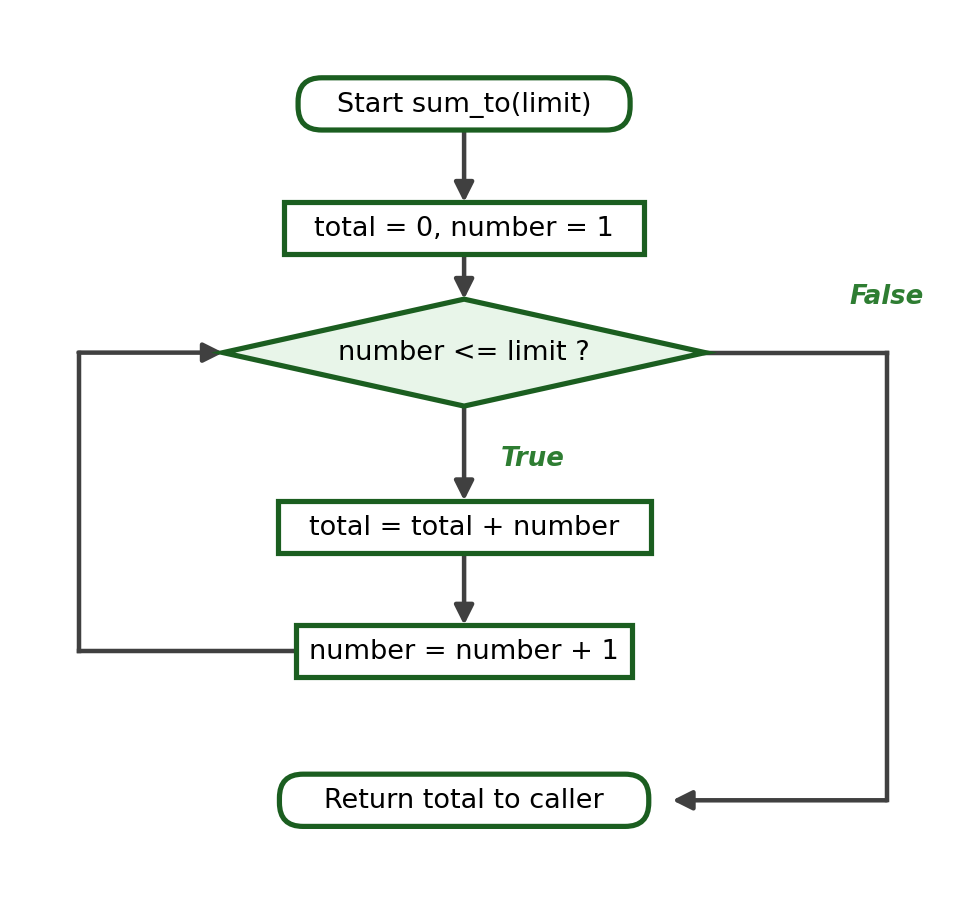 Start sum_to(limit)
total = 0, number = 1
False
number <= limit ?
True
total = total + number
number = number + 1
Return total to caller